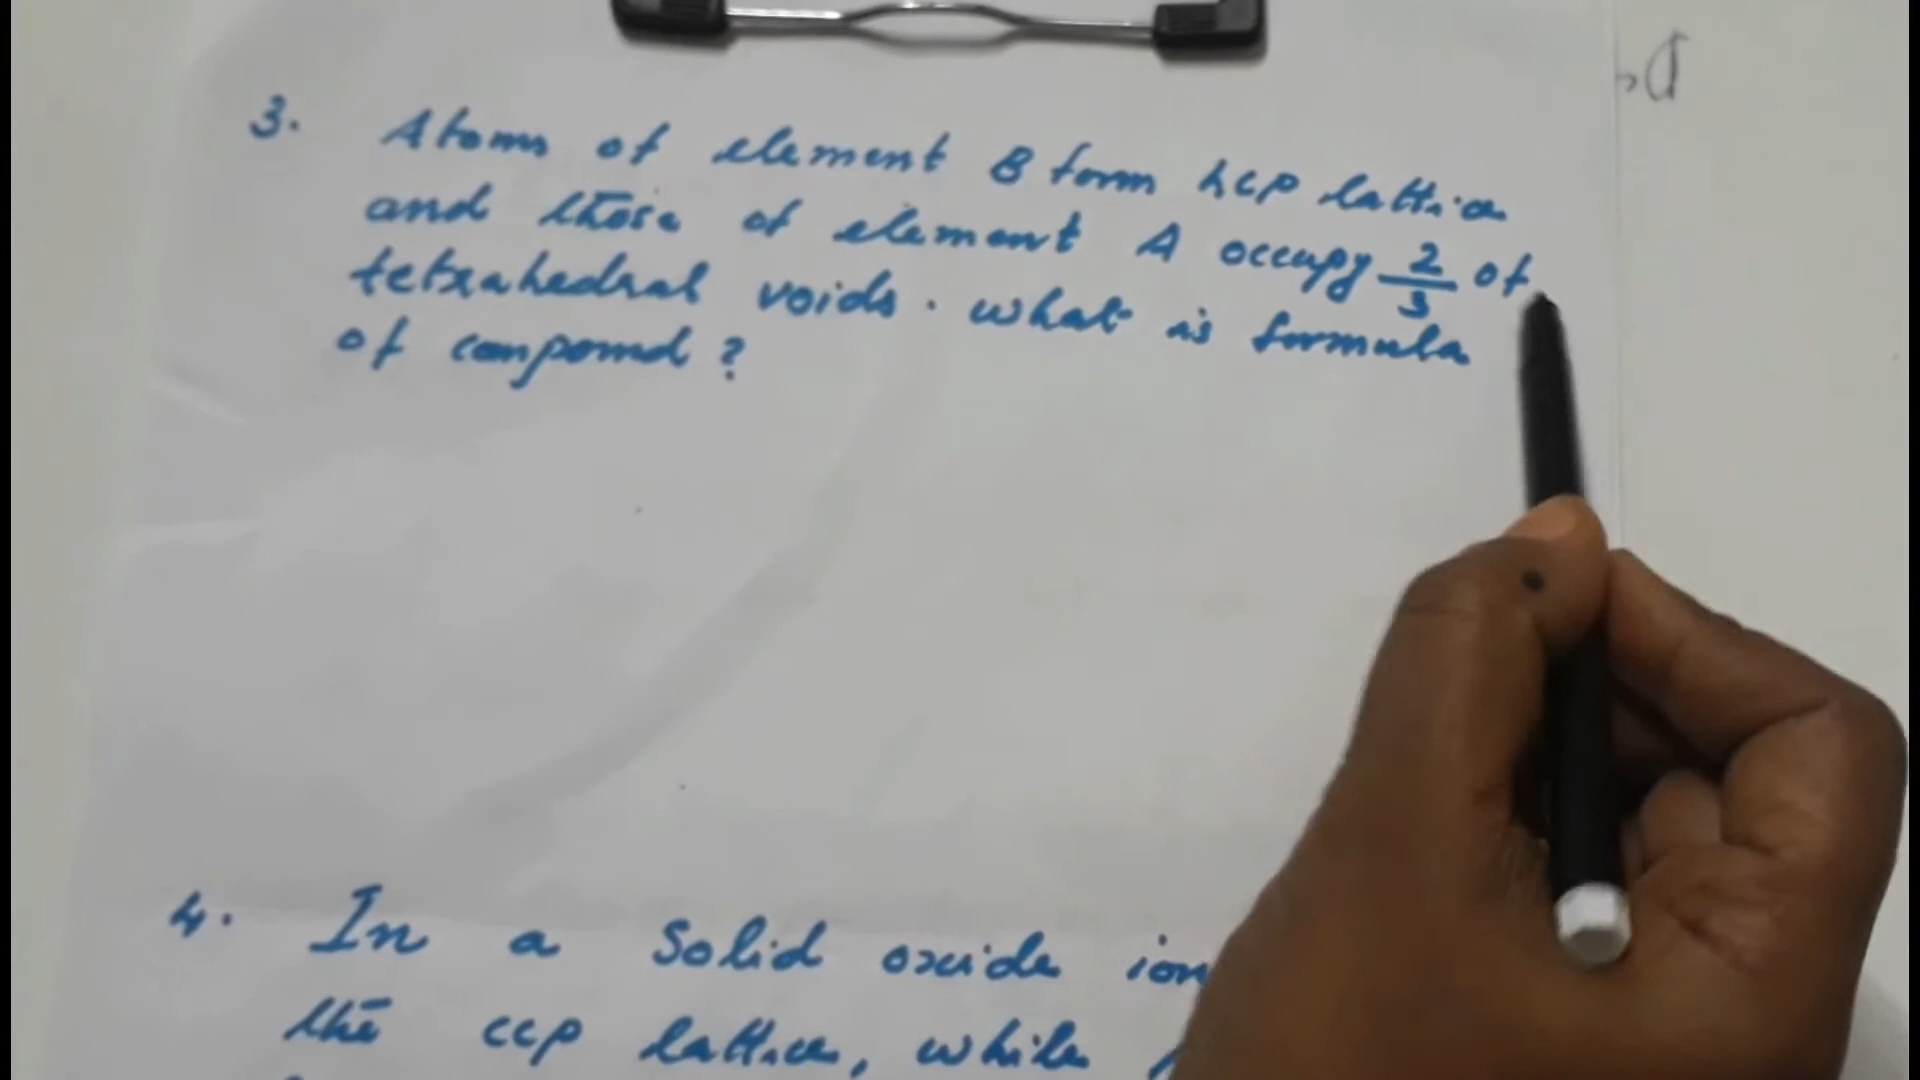 3. Atoms of element B form hcp lattice
and those of element A occupy 2/3 of
tetrahedral voids. what is formula
of compound?
4. In a Solid oxide ion
the ccp lattice, while